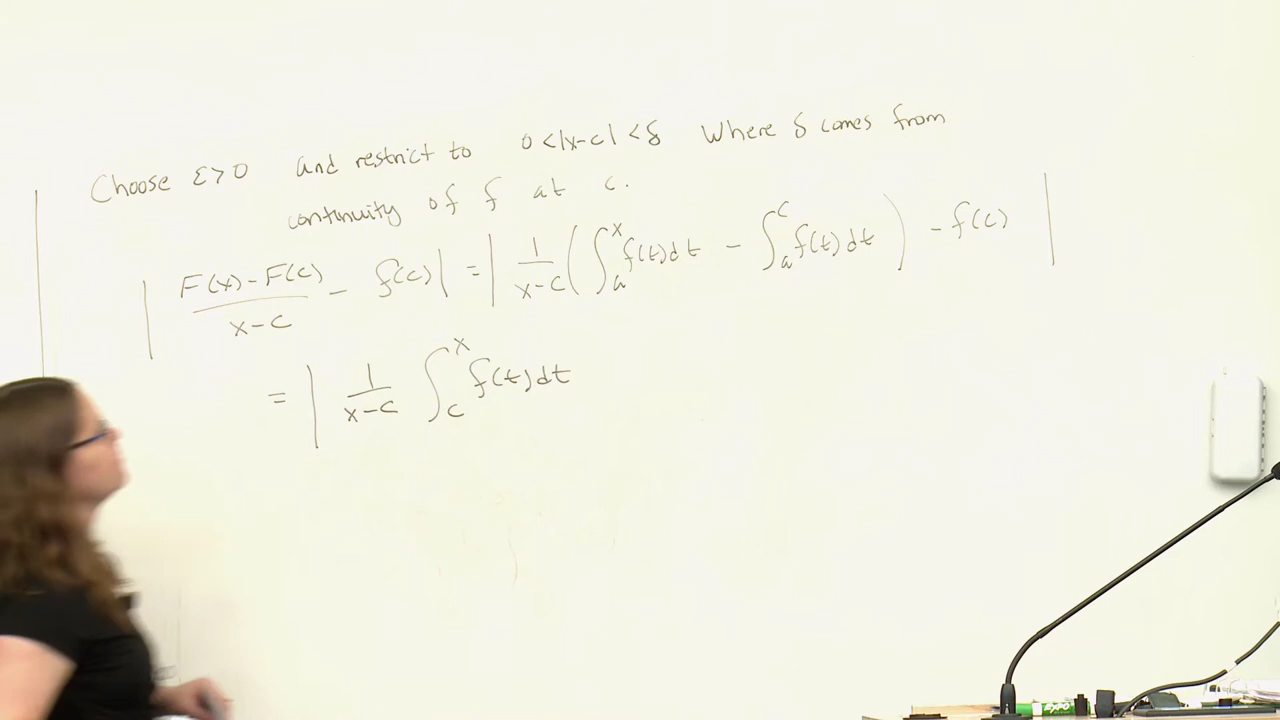 Choose ε>0 and restrict to 0<|x-c|<δ where δ comes from
continuity of f at c.
| (F(x)-F(c))/(x-c) - f(c) | = | 1/(x-c) ( ∫_a^x f(t)dt - ∫_a^c f(t)dt ) - f(c) |
= | 1/(x-c) ∫_c^x f(t)dt
EXPO